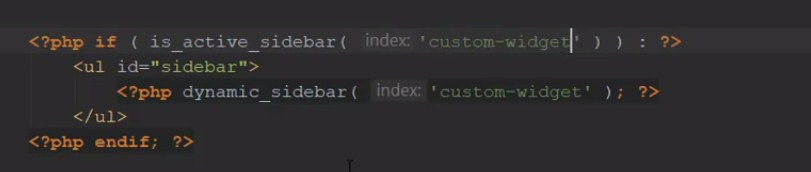 <?php if ( is_active_sidebar( index: 'custom-widget' ) ) : ?>
<ul id="sidebar">
<?php dynamic_sidebar( index: 'custom-widget' ); ?>
</ul>
<?php endif; ?>